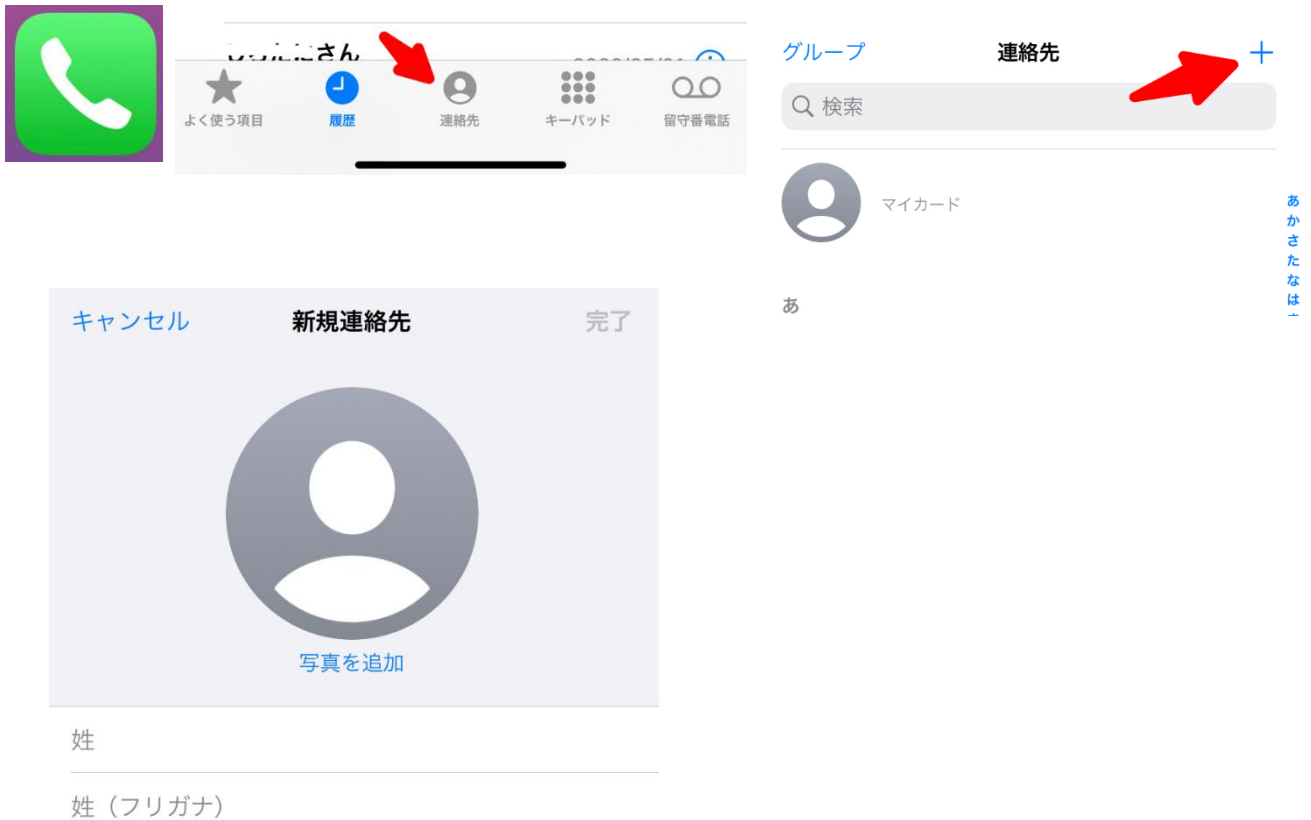 さん
よく使う項目
履歴
連絡先
キーパッド
留守番電話
グループ
連絡先
検索
マイカード
あ
か
さ
た
な
は
あ
キャンセル
新規連絡先
完了
写真を追加
姓
姓（フリガナ）